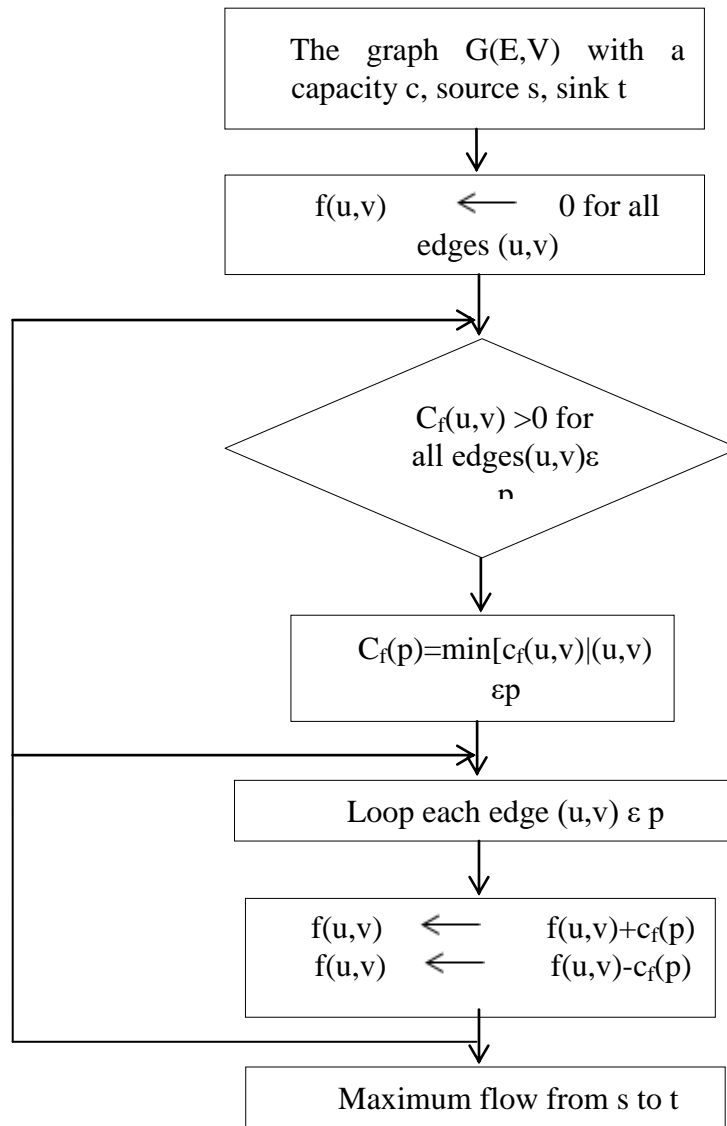 The graph G(E,V) with a
capacity c, source s, sink t
f(u,v) ← 0 for all
edges (u,v)
Cf(u,v) >0 for
all edges(u,v)ε
p
Cf(p)=min[cf(u,v)|(u,v)
εp
Loop each edge (u,v) ε p
f(u,v) ← f(u,v)+cf(p)
f(u,v) ← f(u,v)-cf(p)
Maximum flow from s to t